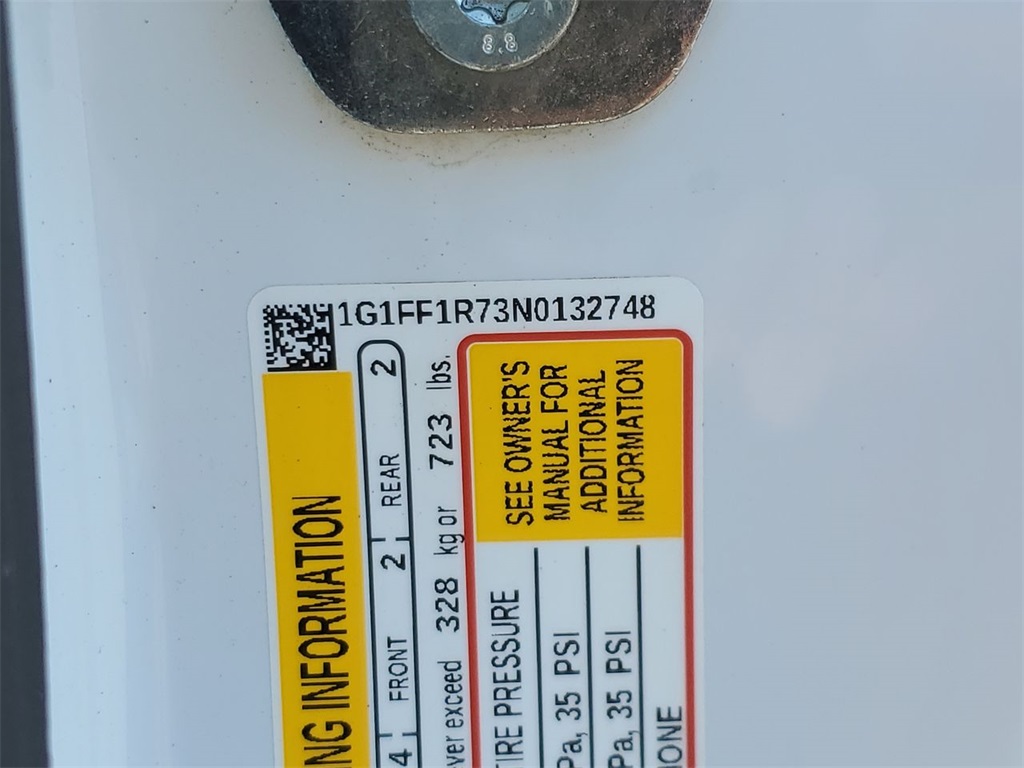 8.8
1G1FF1R73N0132748
NG INFORMATION
4 FRONT 2 REAR 2
ver exceed 328 kg or 723 lbs.
TIRE PRESSURE
SEE OWNER'S
MANUAL FOR
ADDITIONAL
INFORMATION
Pa, 35 PSI
Pa, 35 PSI
ONE